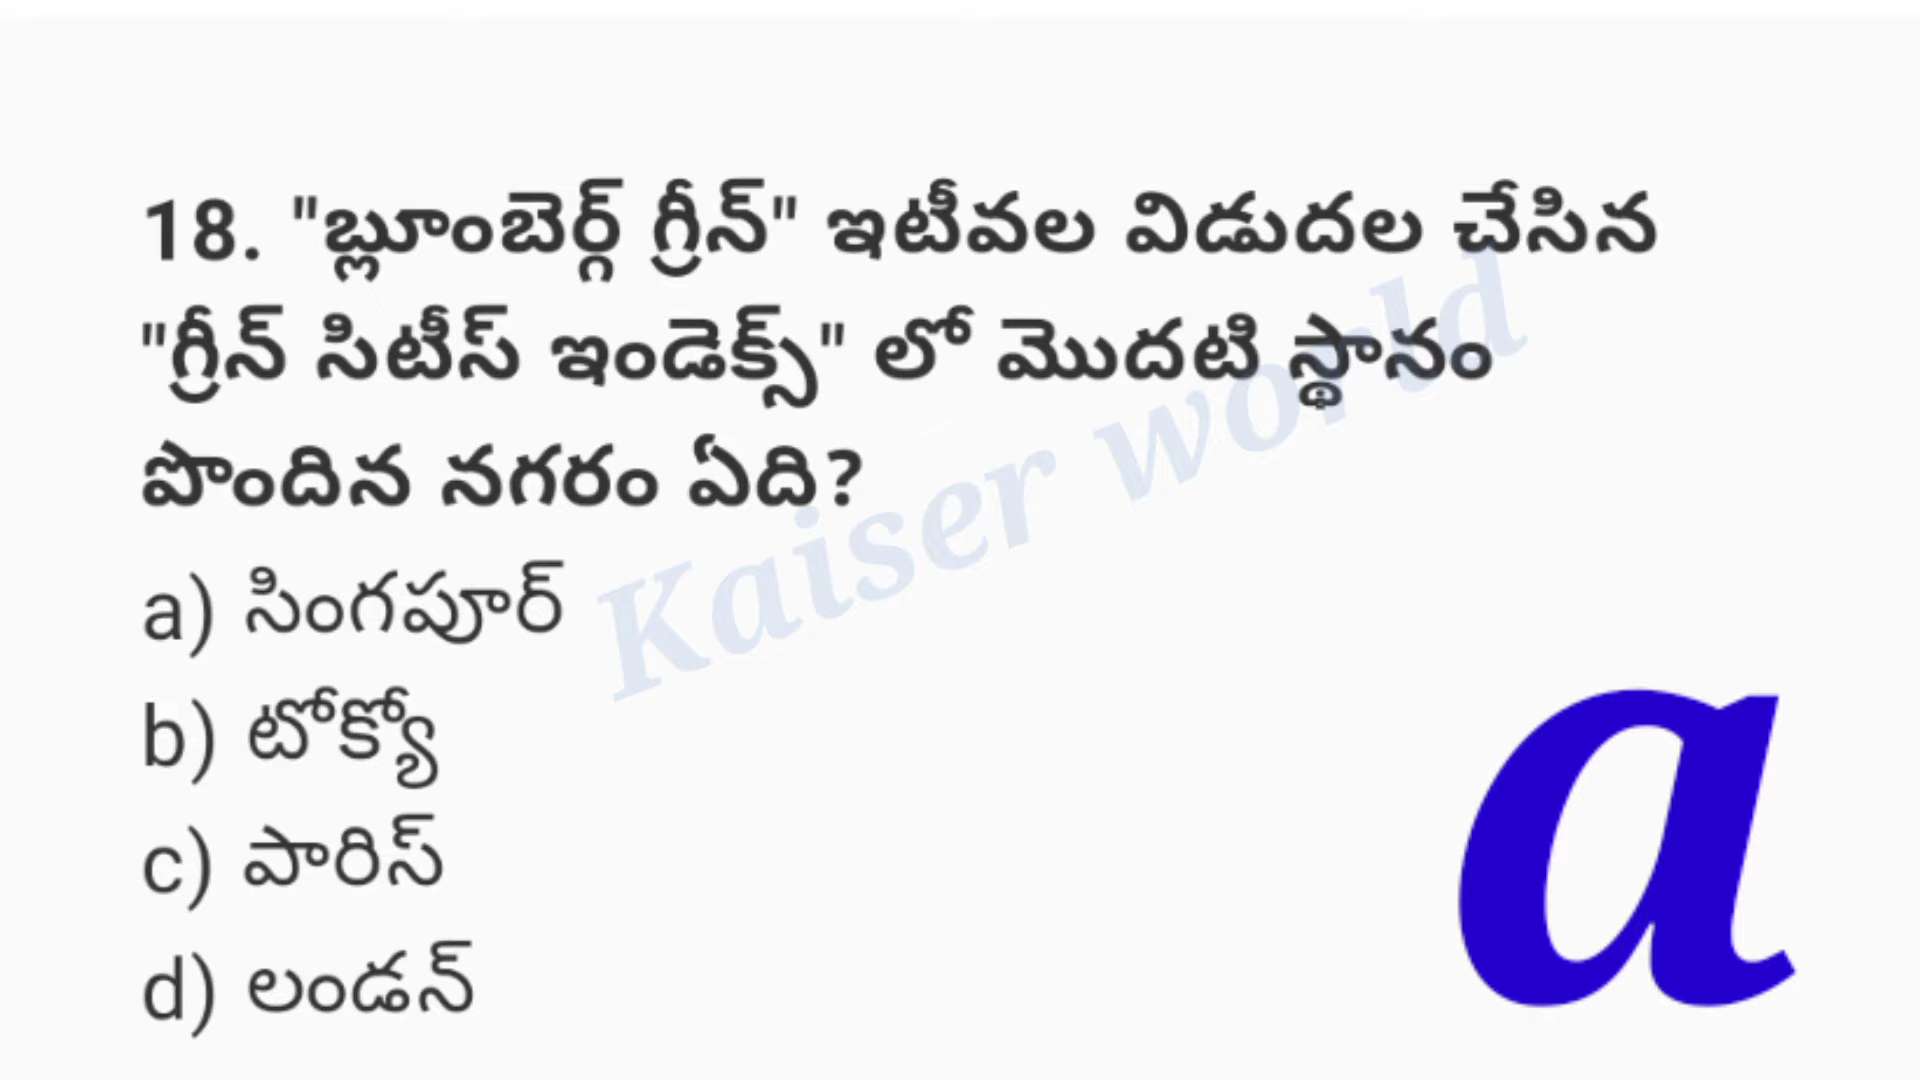 18. "బ్లూంబెర్గ్ గ్రీన్" ఇటీవల విడుదల చేసిన
"గ్రీన్ సిటీస్ ఇండెక్స్" లో మొదటి స్థానం
పొందిన నగరం ఏది?
a) సింగపూర్
b) టోక్యో
c) పారిస్
d) లండన్
a
Kaiser world